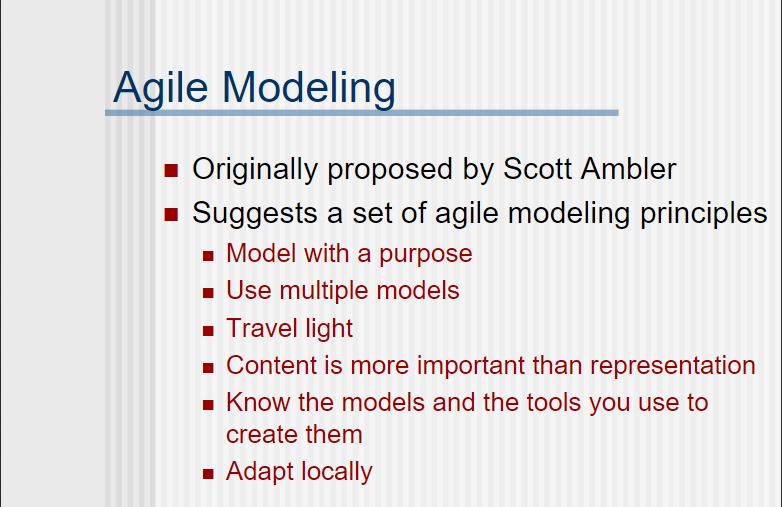 Agile Modeling
Originally proposed by Scott Ambler
Suggests a set of agile modeling principles
Model with a purpose
Use multiple models
Travel light
Content is more important than representation
Know the models and the tools you use to
create them
Adapt locally